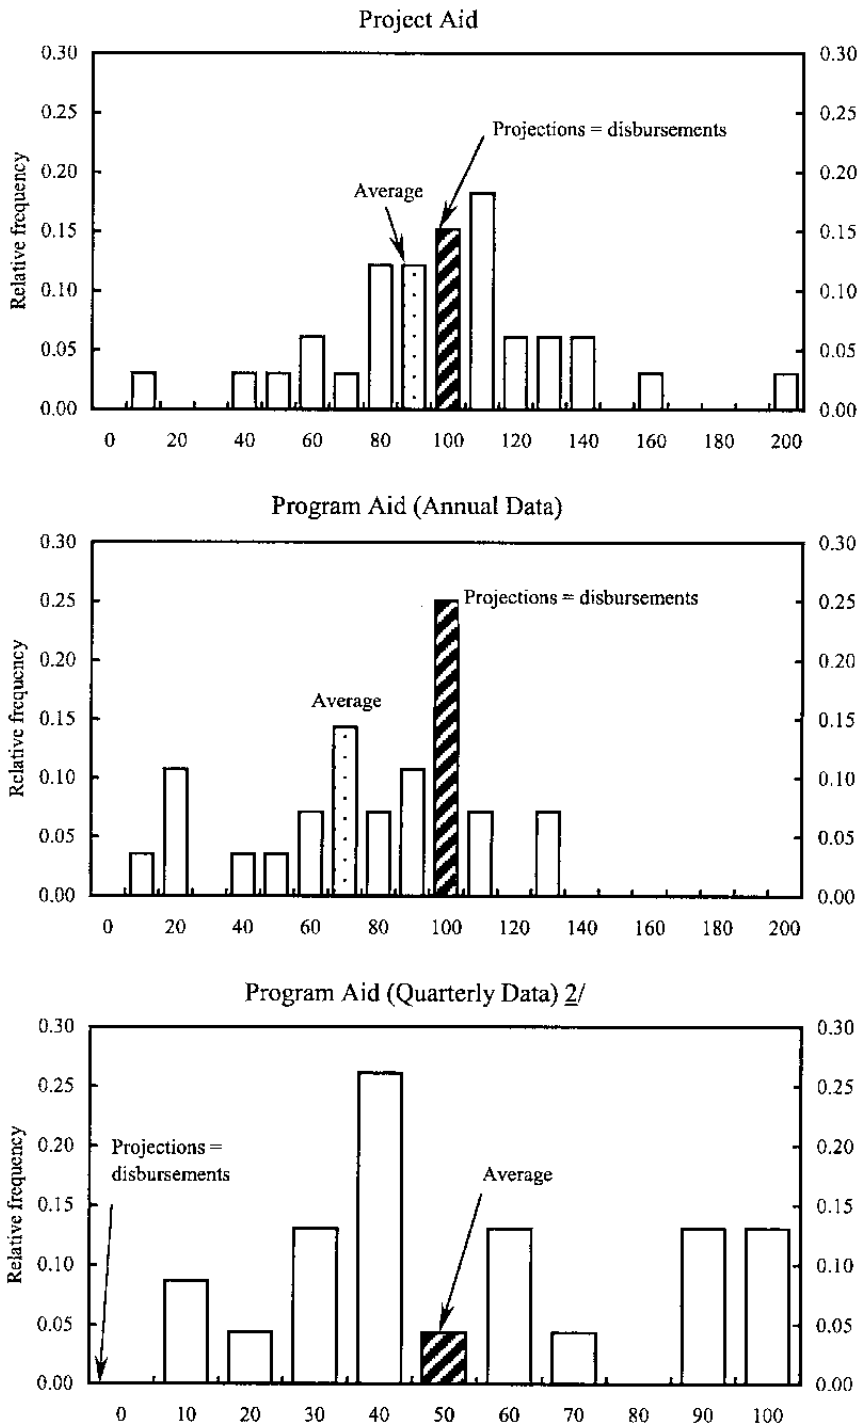 Project Aid
0.30 0.30
0.25 0.25
0.20 0.20
0.15 0.15
0.10 0.10
0.05 0.05
0.00 0.00
Relative frequency
Projections = disbursements
Average
0 20 40 60 80 100 120 140 160 180 200
Program Aid (Annual Data)
0.30 0.30
0.25 0.25
0.20 0.20
0.15 0.15
0.10 0.10
0.05 0.05
0.00 0.00
Relative frequency
Projections = disbursements
Average
0 20 40 60 80 100 120 140 160 180 200
Program Aid (Quarterly Data) 2/
0.30 0.30
0.25 0.25
0.20 0.20
0.15 0.15
0.10 0.10
0.05 0.05
0.00 0.00
Relative frequency
Projections =
disbursements
Average
0 10 20 30 40 50 60 70 80 90 100